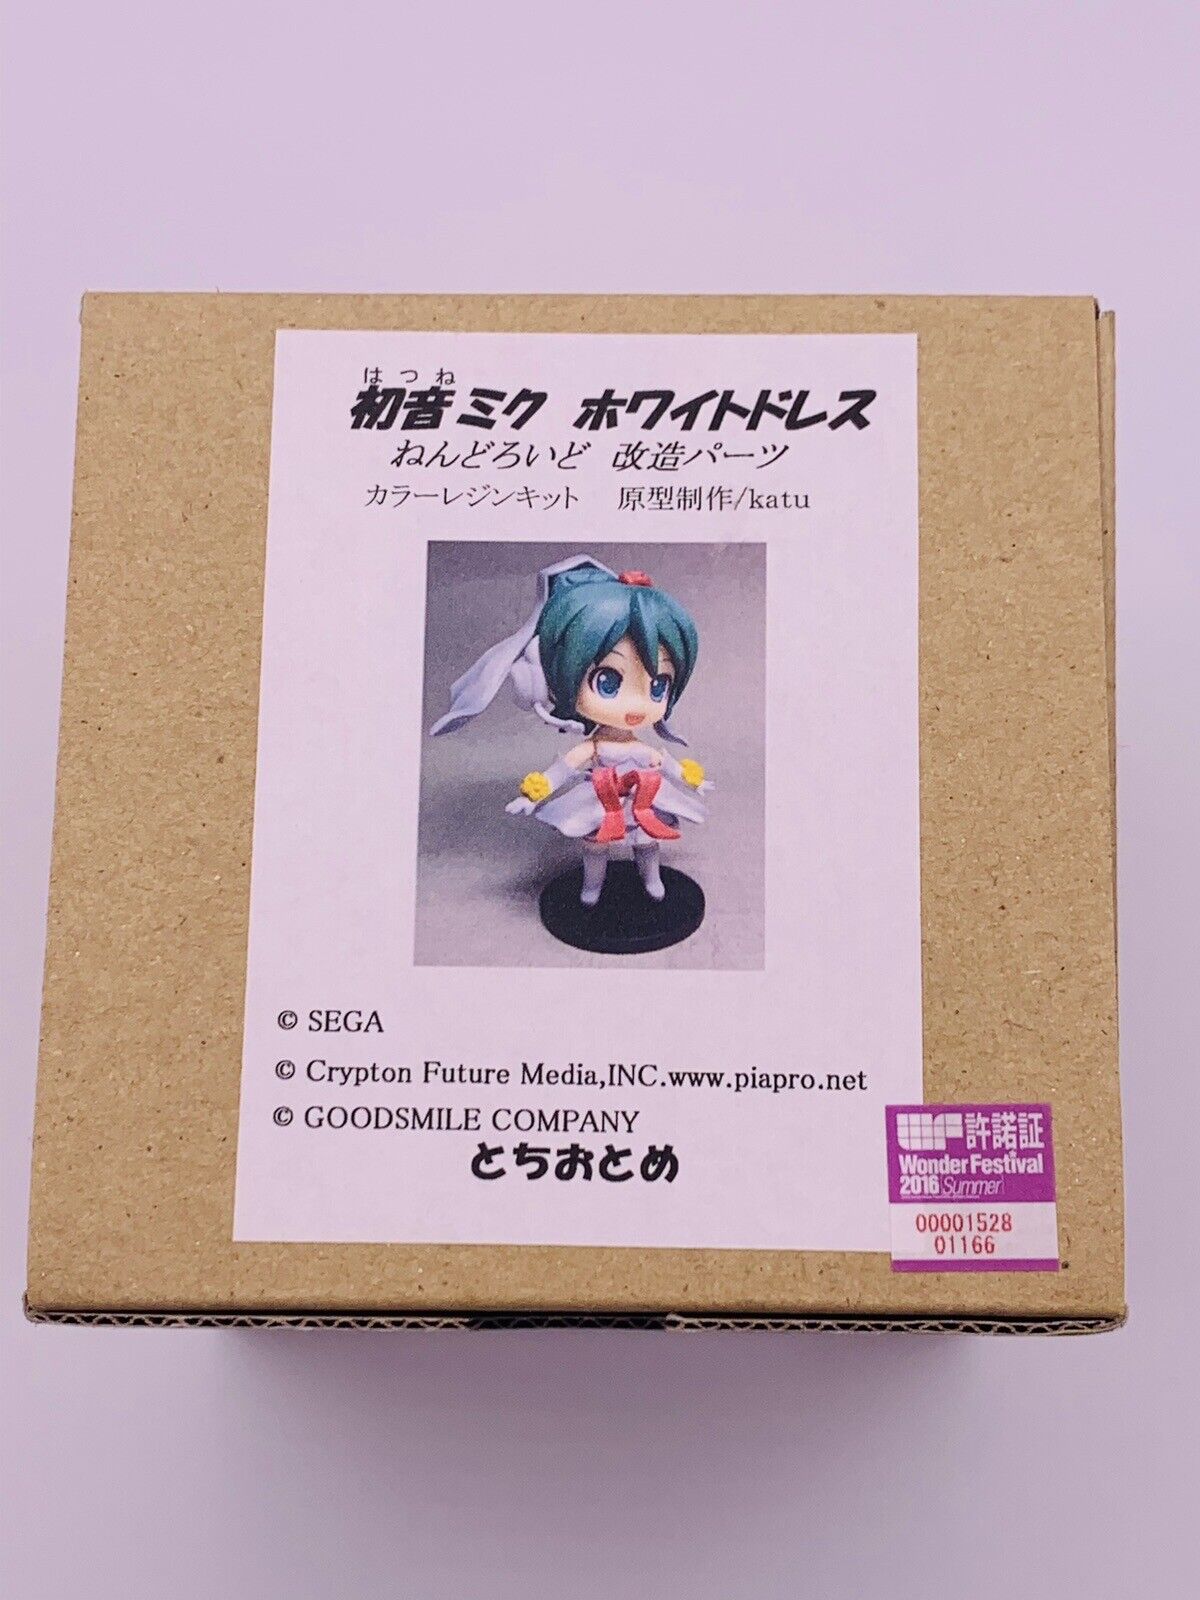 はつね
初音ミク ホワイトドレス
ねんどろいど 改造パーツ
カラーレジンキット 原型制作/katu
© SEGA
© Crypton Future Media,INC.www.piapro.net
© GOODSMILE COMPANY
とちおとめ
WF許諾証
Wonder Festival
2016[Summer]
00001528
01166